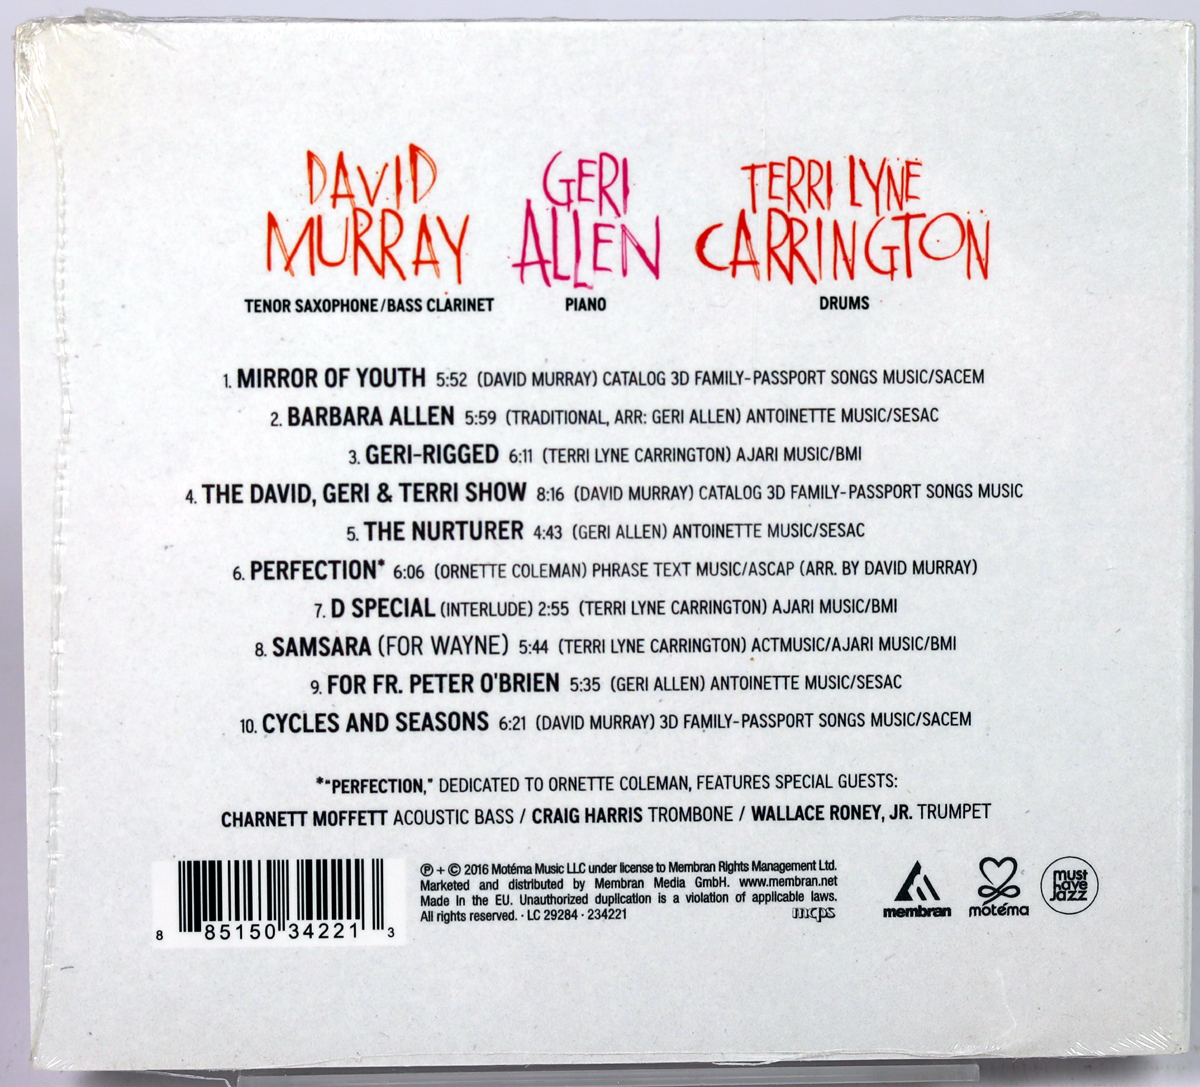 DAVID
MURRAY
TENOR SAXOPHONE/BASS CLARINET
GERI
ALLEN
PIANO
TERRI LYNE
CARRINGTON
DRUMS
1. MIRROR OF YOUTH 5:52 (DAVID MURRAY) CATALOG 3D FAMILY-PASSPORT SONGS MUSIC/SACEM
2. BARBARA ALLEN 5:59 (TRADITIONAL, ARR: GERI ALLEN) ANTOINETTE MUSIC/SESAC
3. GERI-RIGGED 6:11 (TERRI LYNE CARRINGTON) AJARI MUSIC/BMI
4. THE DAVID, GERI & TERRI SHOW 8:16 (DAVID MURRAY) CATALOG 3D FAMILY-PASSPORT SONGS MUSIC
5. THE NURTURER 4:43 (GERI ALLEN) ANTOINETTE MUSIC/SESAC
6. PERFECTION* 6:06 (ORNETTE COLEMAN) PHRASE TEXT MUSIC/ASCAP (ARR. BY DAVID MURRAY)
7. D SPECIAL (INTERLUDE) 2:55 (TERRI LYNE CARRINGTON) AJARI MUSIC/BMI
8. SAMSARA (FOR WAYNE) 5:44 (TERRI LYNE CARRINGTON) ACTMUSIC/AJARI MUSIC/BMI
9. FOR FR. PETER O'BRIEN 5:35 (GERI ALLEN) ANTOINETTE MUSIC/SESAC
10. CYCLES AND SEASONS 6:21 (DAVID MURRAY) 3D FAMILY-PASSPORT SONGS MUSIC/SACEM
*"PERFECTION," DEDICATED TO ORNETTE COLEMAN, FEATURES SPECIAL GUESTS:
CHARNETT MOFFETT ACOUSTIC BASS / CRAIG HARRIS TROMBONE / WALLACE RONEY, JR. TRUMPET
8 85150 34221 3
℗ + © 2016 Motéma Music LLC under license to Membran Rights Management Ltd.
Marketed and distributed by Membran Media GmbH. www.membran.net
Made in the EU. Unauthorized duplication is a violation of applicable laws.
All rights reserved. · LC 29284 · 234221
mcps
membran
motéma
must
have
jazz